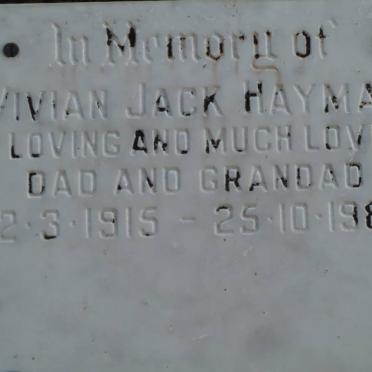 In Memory of
VIVIAN JACK HAYMA
LOVING AND MUCH LOV
DAD AND GRANDAD
2·3·1915 - 25·10·198